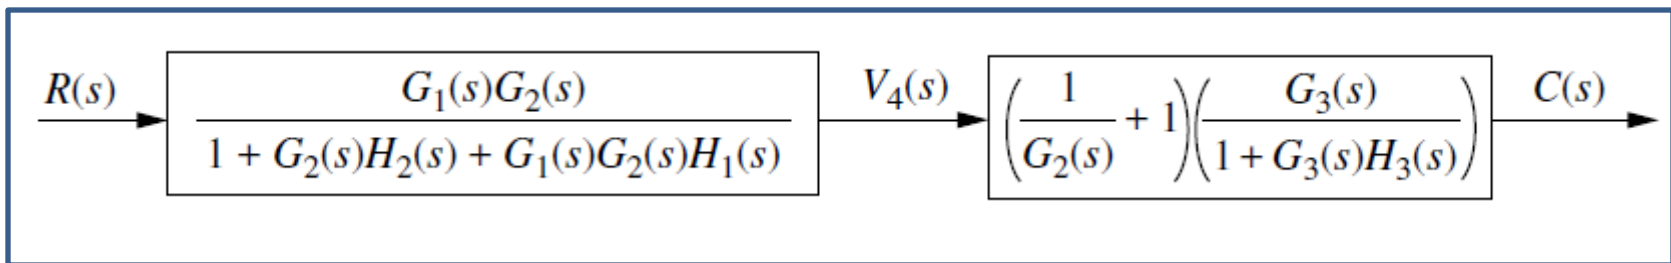 R(s)
G₁(s)G₂(s)
1 + G₂(s)H₂(s) + G₁(s)G₂(s)H₁(s)
V₄(s)
(1/G₂(s) + 1)(G₃(s)/1 + G₃(s)H₃(s))
C(s)